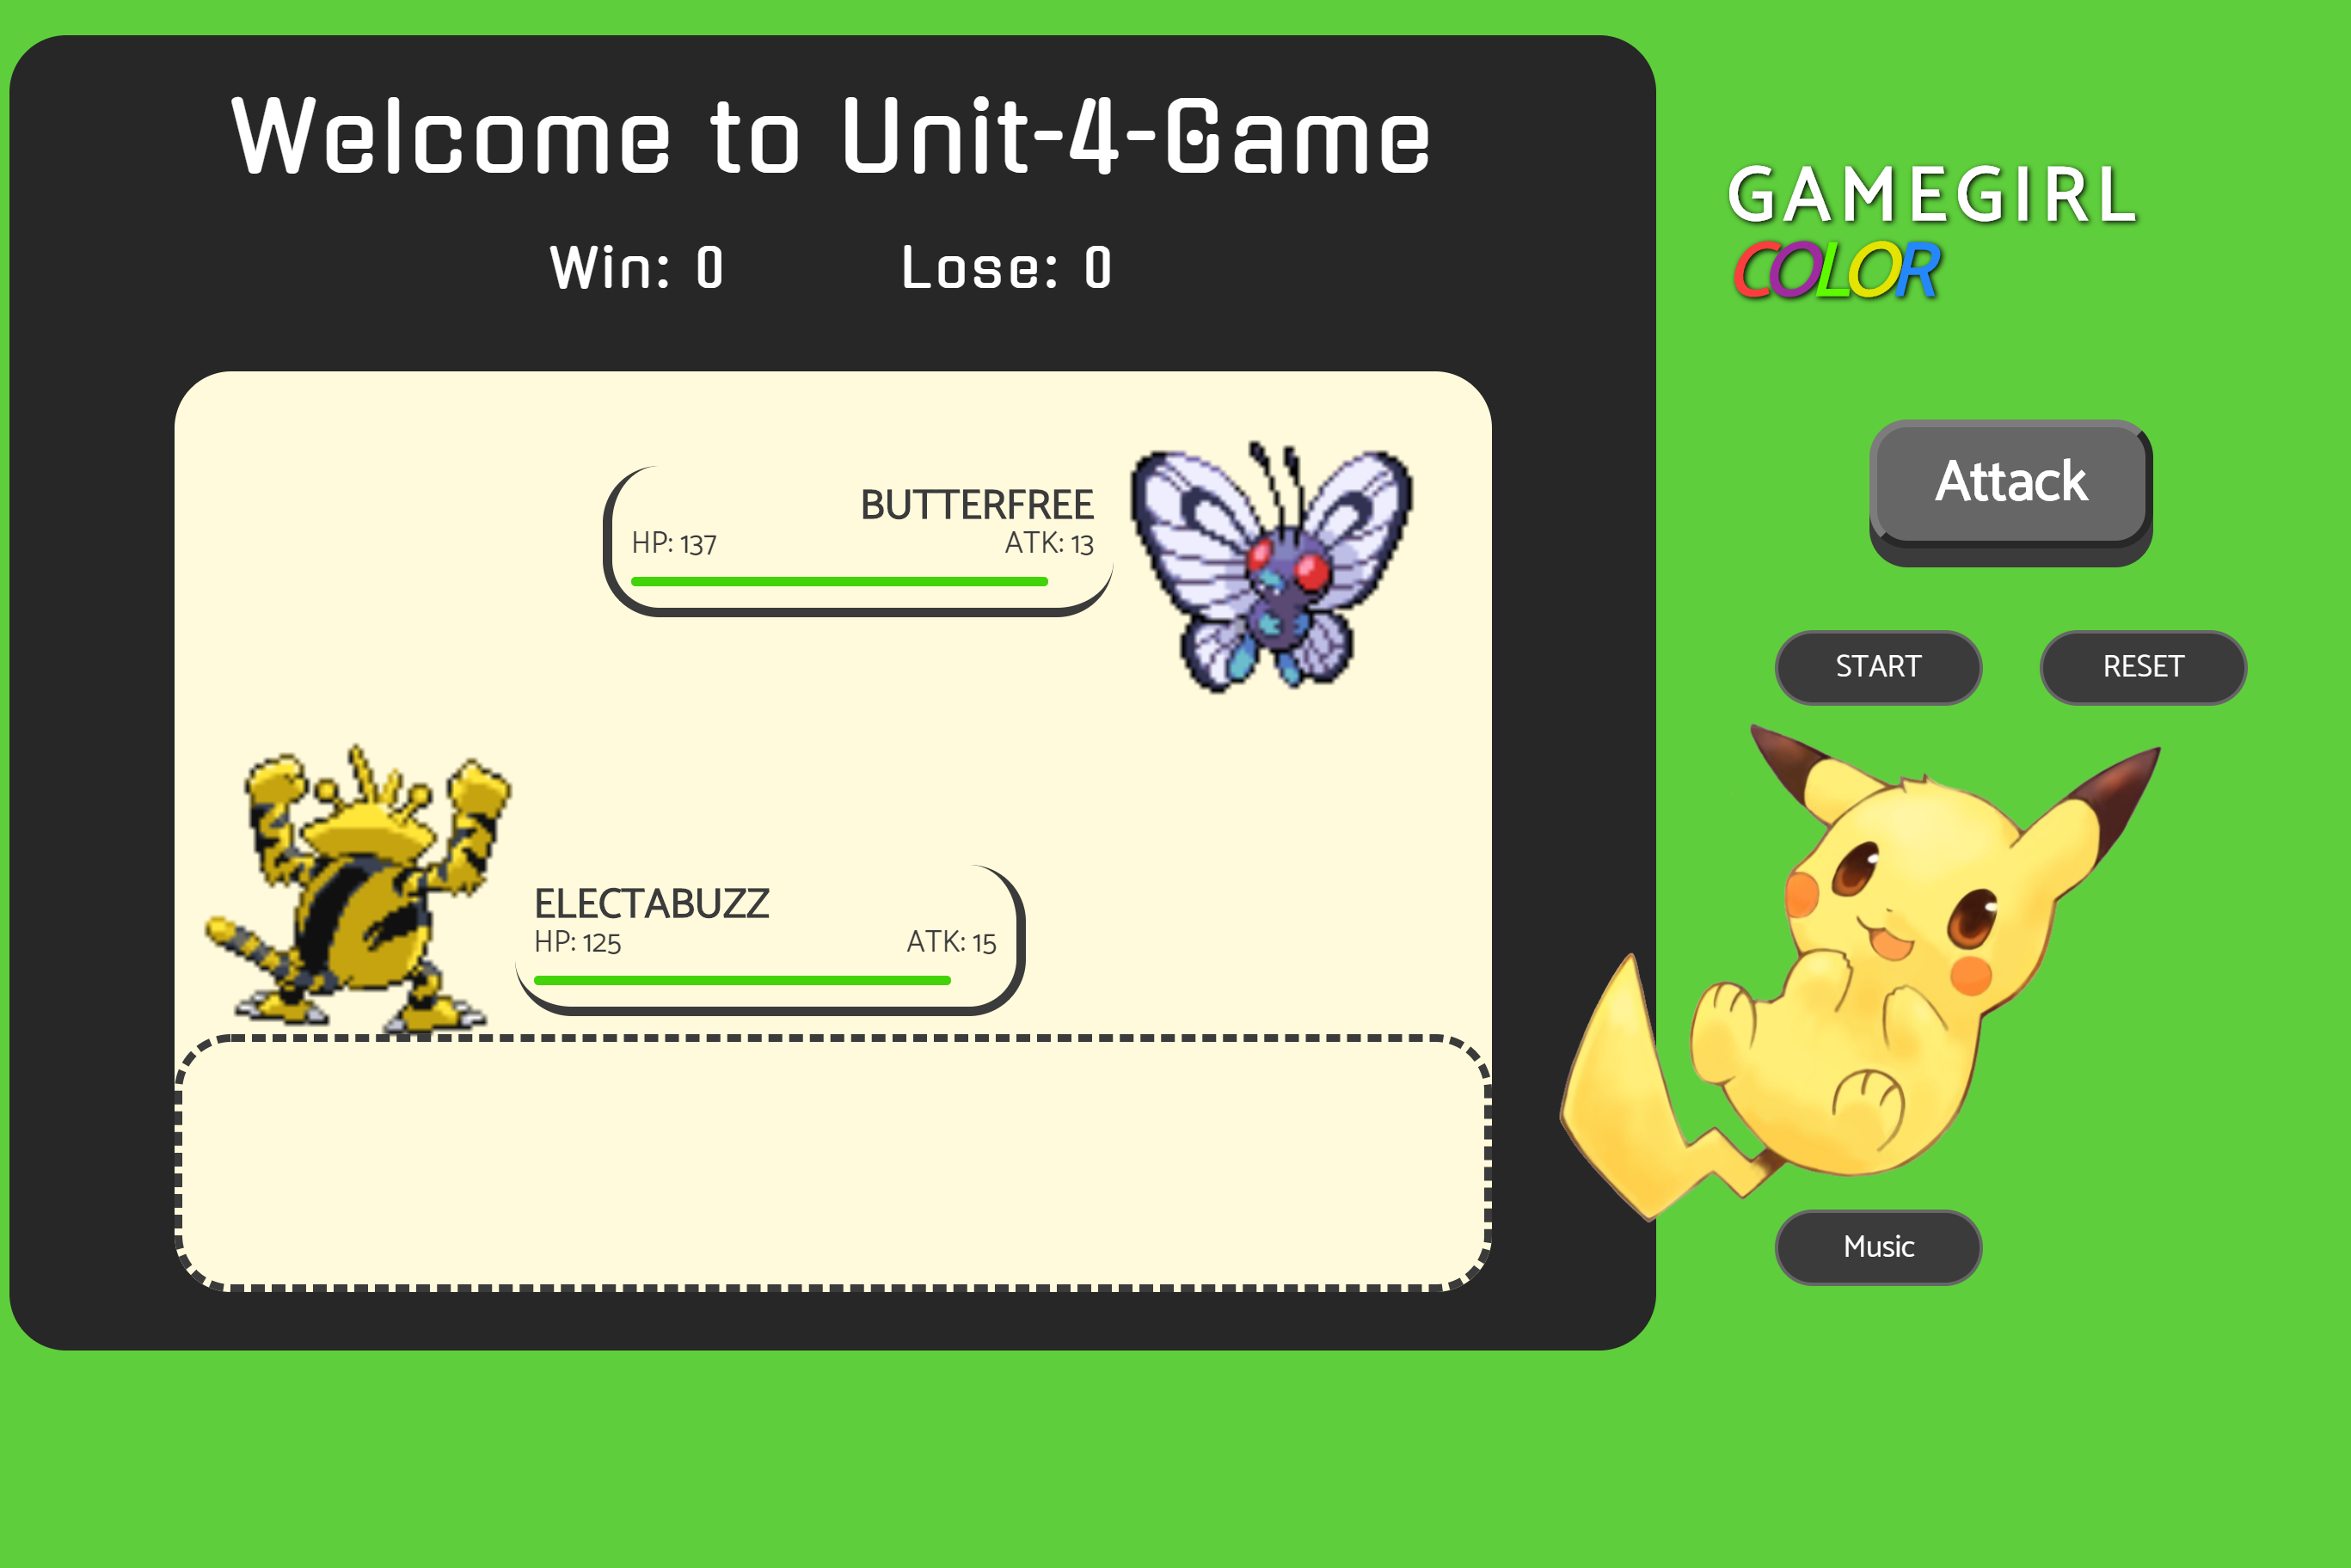 Welcome to Unit-4-Game
Win: 0 Lose: 0
GAMEGIRL
COLOR
BUTTERFREE
HP: 137 ATK: 13
ELECTABUZZ
HP: 125 ATK: 15
Attack
START RESET
Music